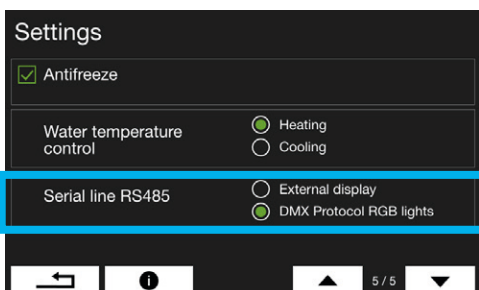 Settings
Antifreeze
Water temperature
control
Heating
Cooling
Serial line RS485
External display
DMX Protocol RGB lights
i
5/5